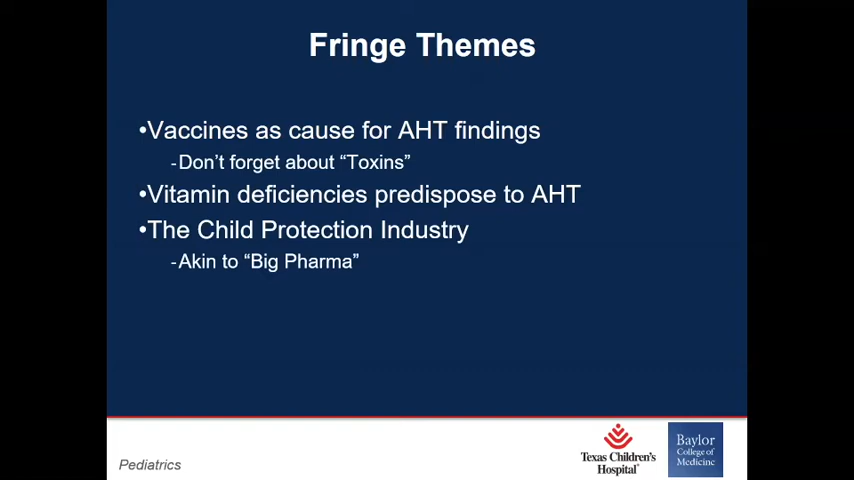 Fringe Themes
•Vaccines as cause for AHT findings
-Don't forget about “Toxins”
•Vitamin deficiencies predispose to AHT
•The Child Protection Industry
-Akin to “Big Pharma”
Pediatrics
Texas Children's
Hospital®
Baylor
College of
Medicine